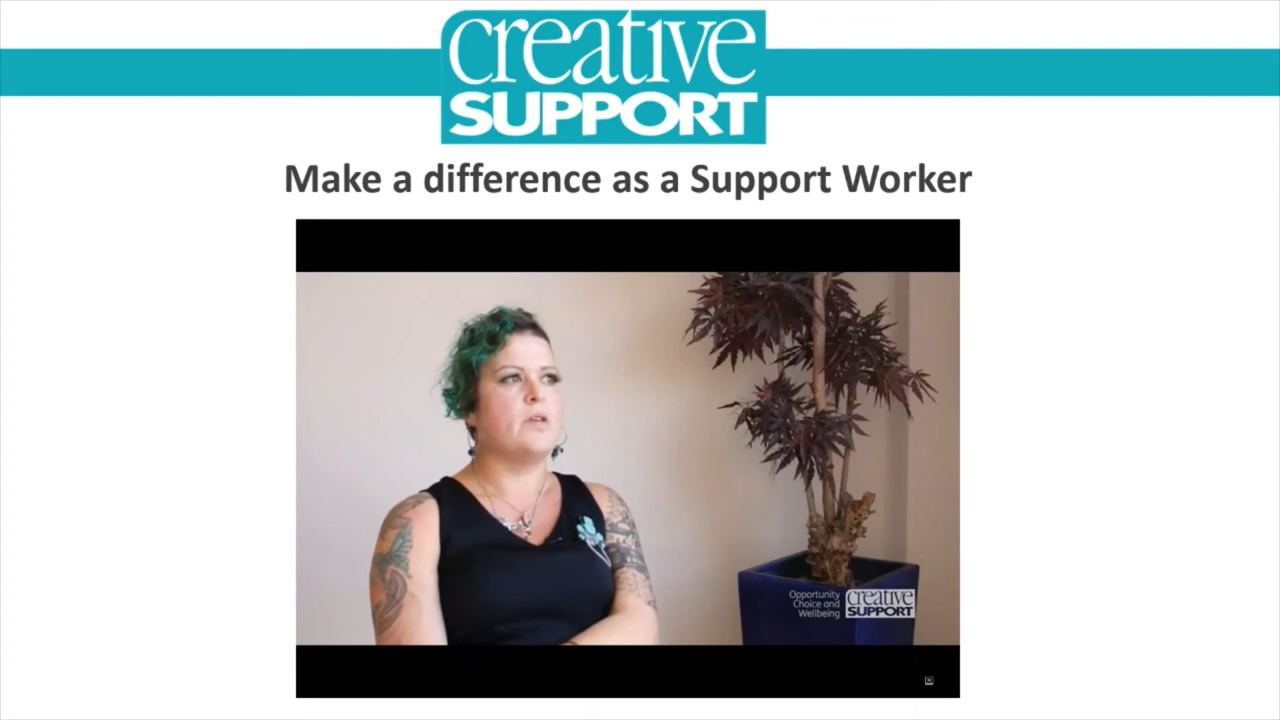 creative
SUPPORT
Make a difference as a Support Worker
Opportunity
Choice and
Wellbeing
creative
SUPPORT